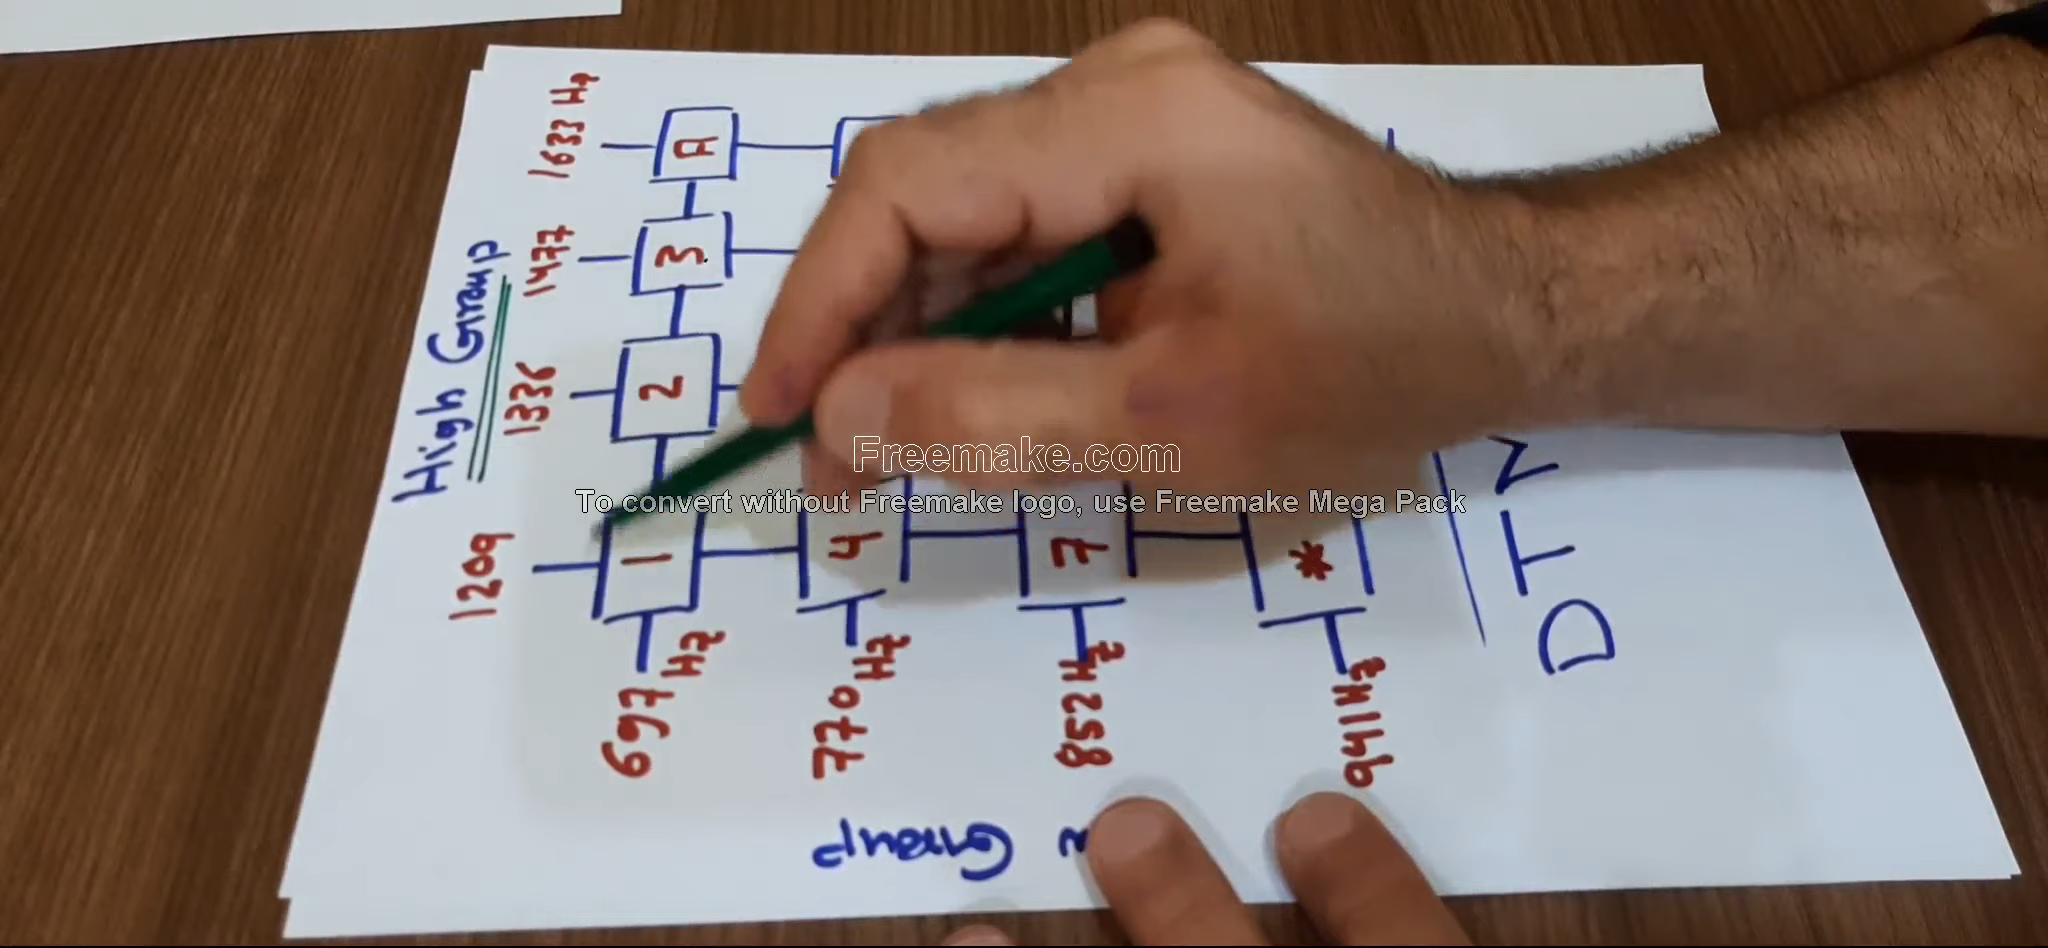 High Group
1209 1336 1477 1633 Hz
697 Hz 1 2 3 A
770 Hz 4
852 Hz 7
941 Hz *
Group
DT
Freemake.com
To convert without Freemake logo, use Freemake Mega Pack